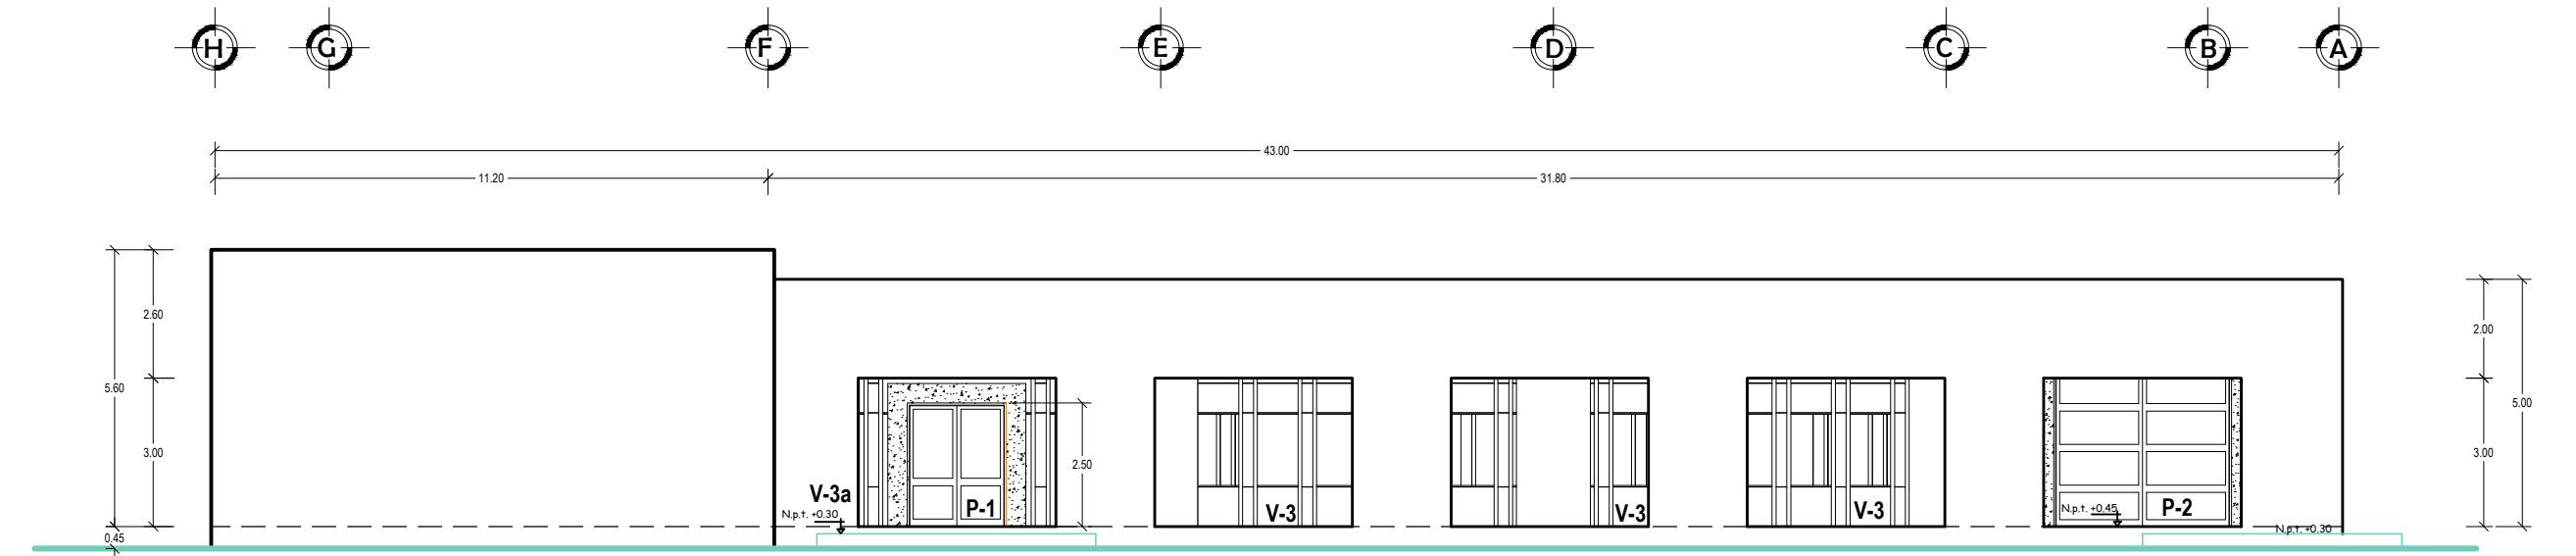 H G F E D C B A
43.00
11.20 31.80
2.60
2.00
5.60
5.00
3.00
3.00
2.50
V-3a
P-1
V-3
V-3
V-3
P-2
N.p.t. +0.30
N.p.t. +0.45
N.p.t. +0.30
0.45